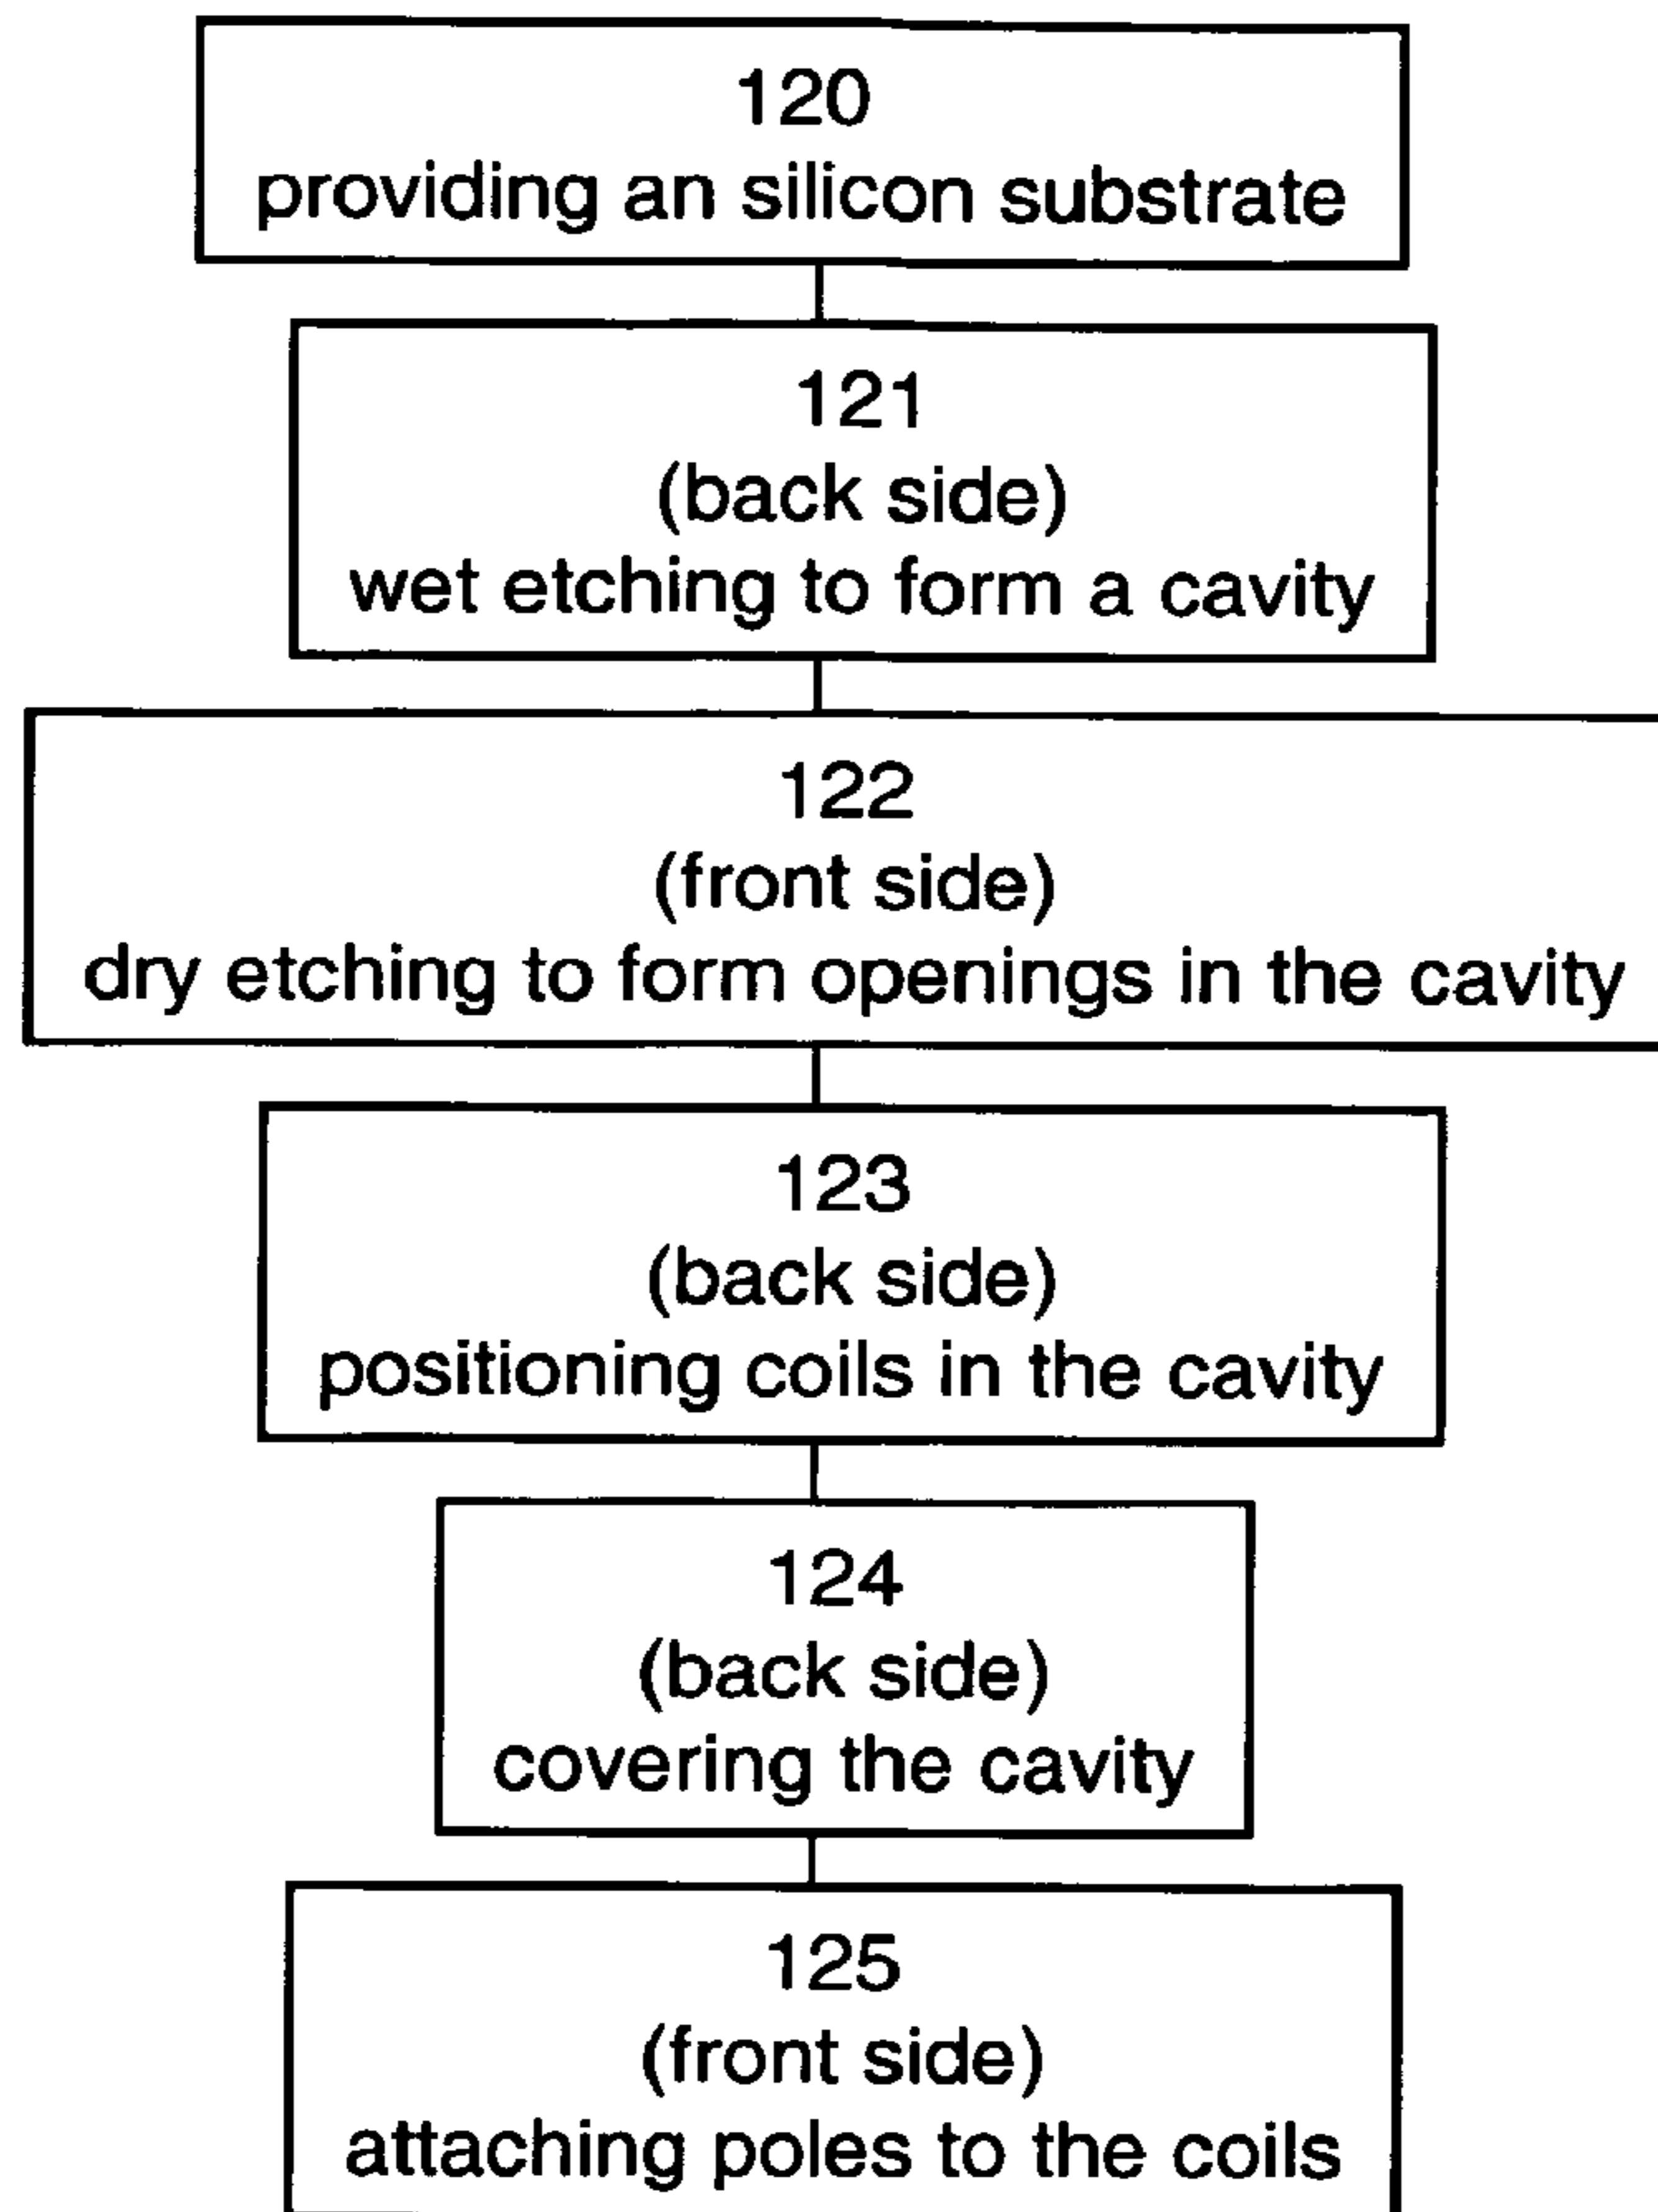 120
providing an silicon substrate
121
(back side)
wet etching to form a cavity
122
(front side)
dry etching to form openings in the cavity
123
(back side)
positioning coils in the cavity
124
(back side)
covering the cavity
125
(front side)
attaching poles to the coils